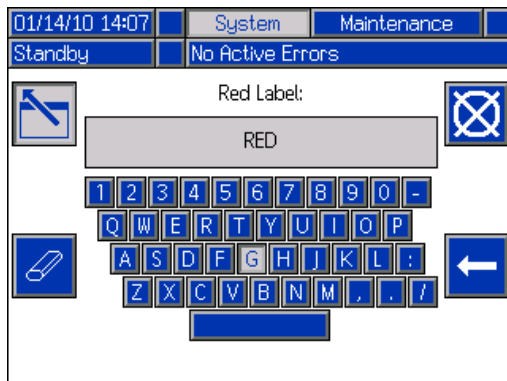 01/14/10 14:07 System Maintenance
Standby No Active Errors
Red Label:
RED
1 2 3 4 5 6 7 8 9 0 -
Q W E R T Y U I O P
A S D F G H J K L :
Z X C V B N M , . /